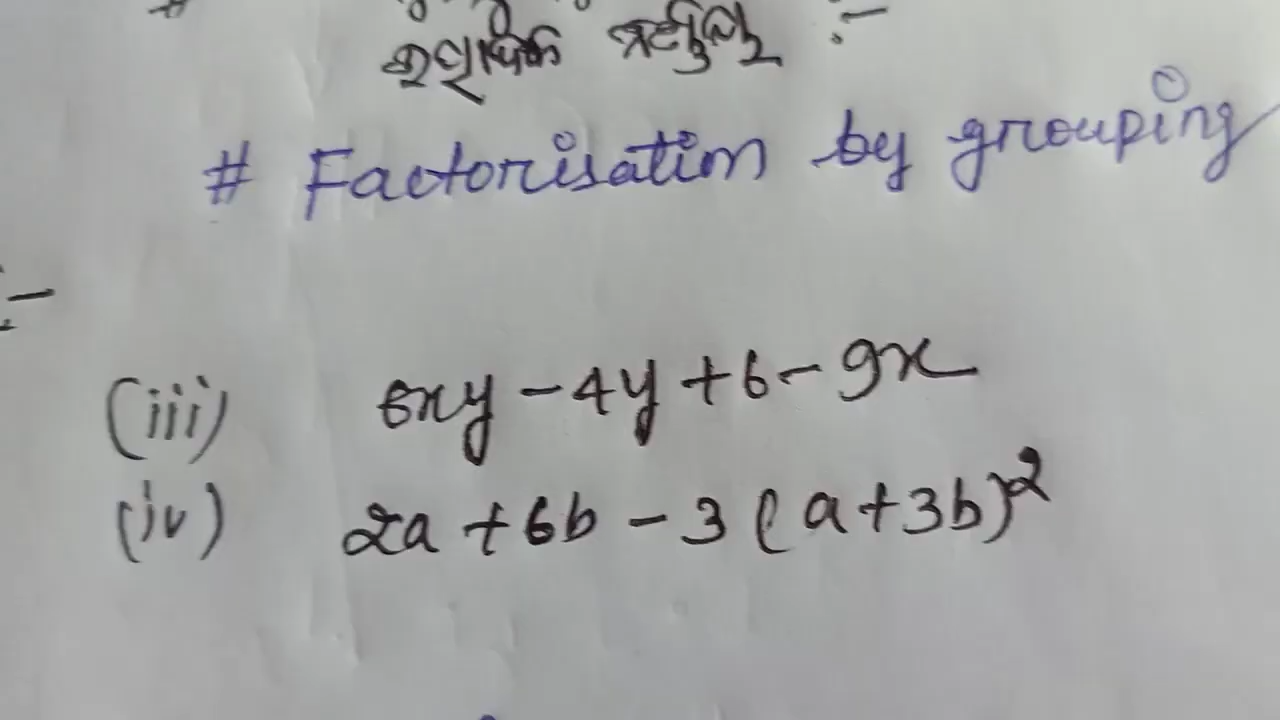 # Factorisation by grouping
(iii) 6xy - 4y + 6 - 9x
(iv) 2a + 6b - 3 (a + 3b)²